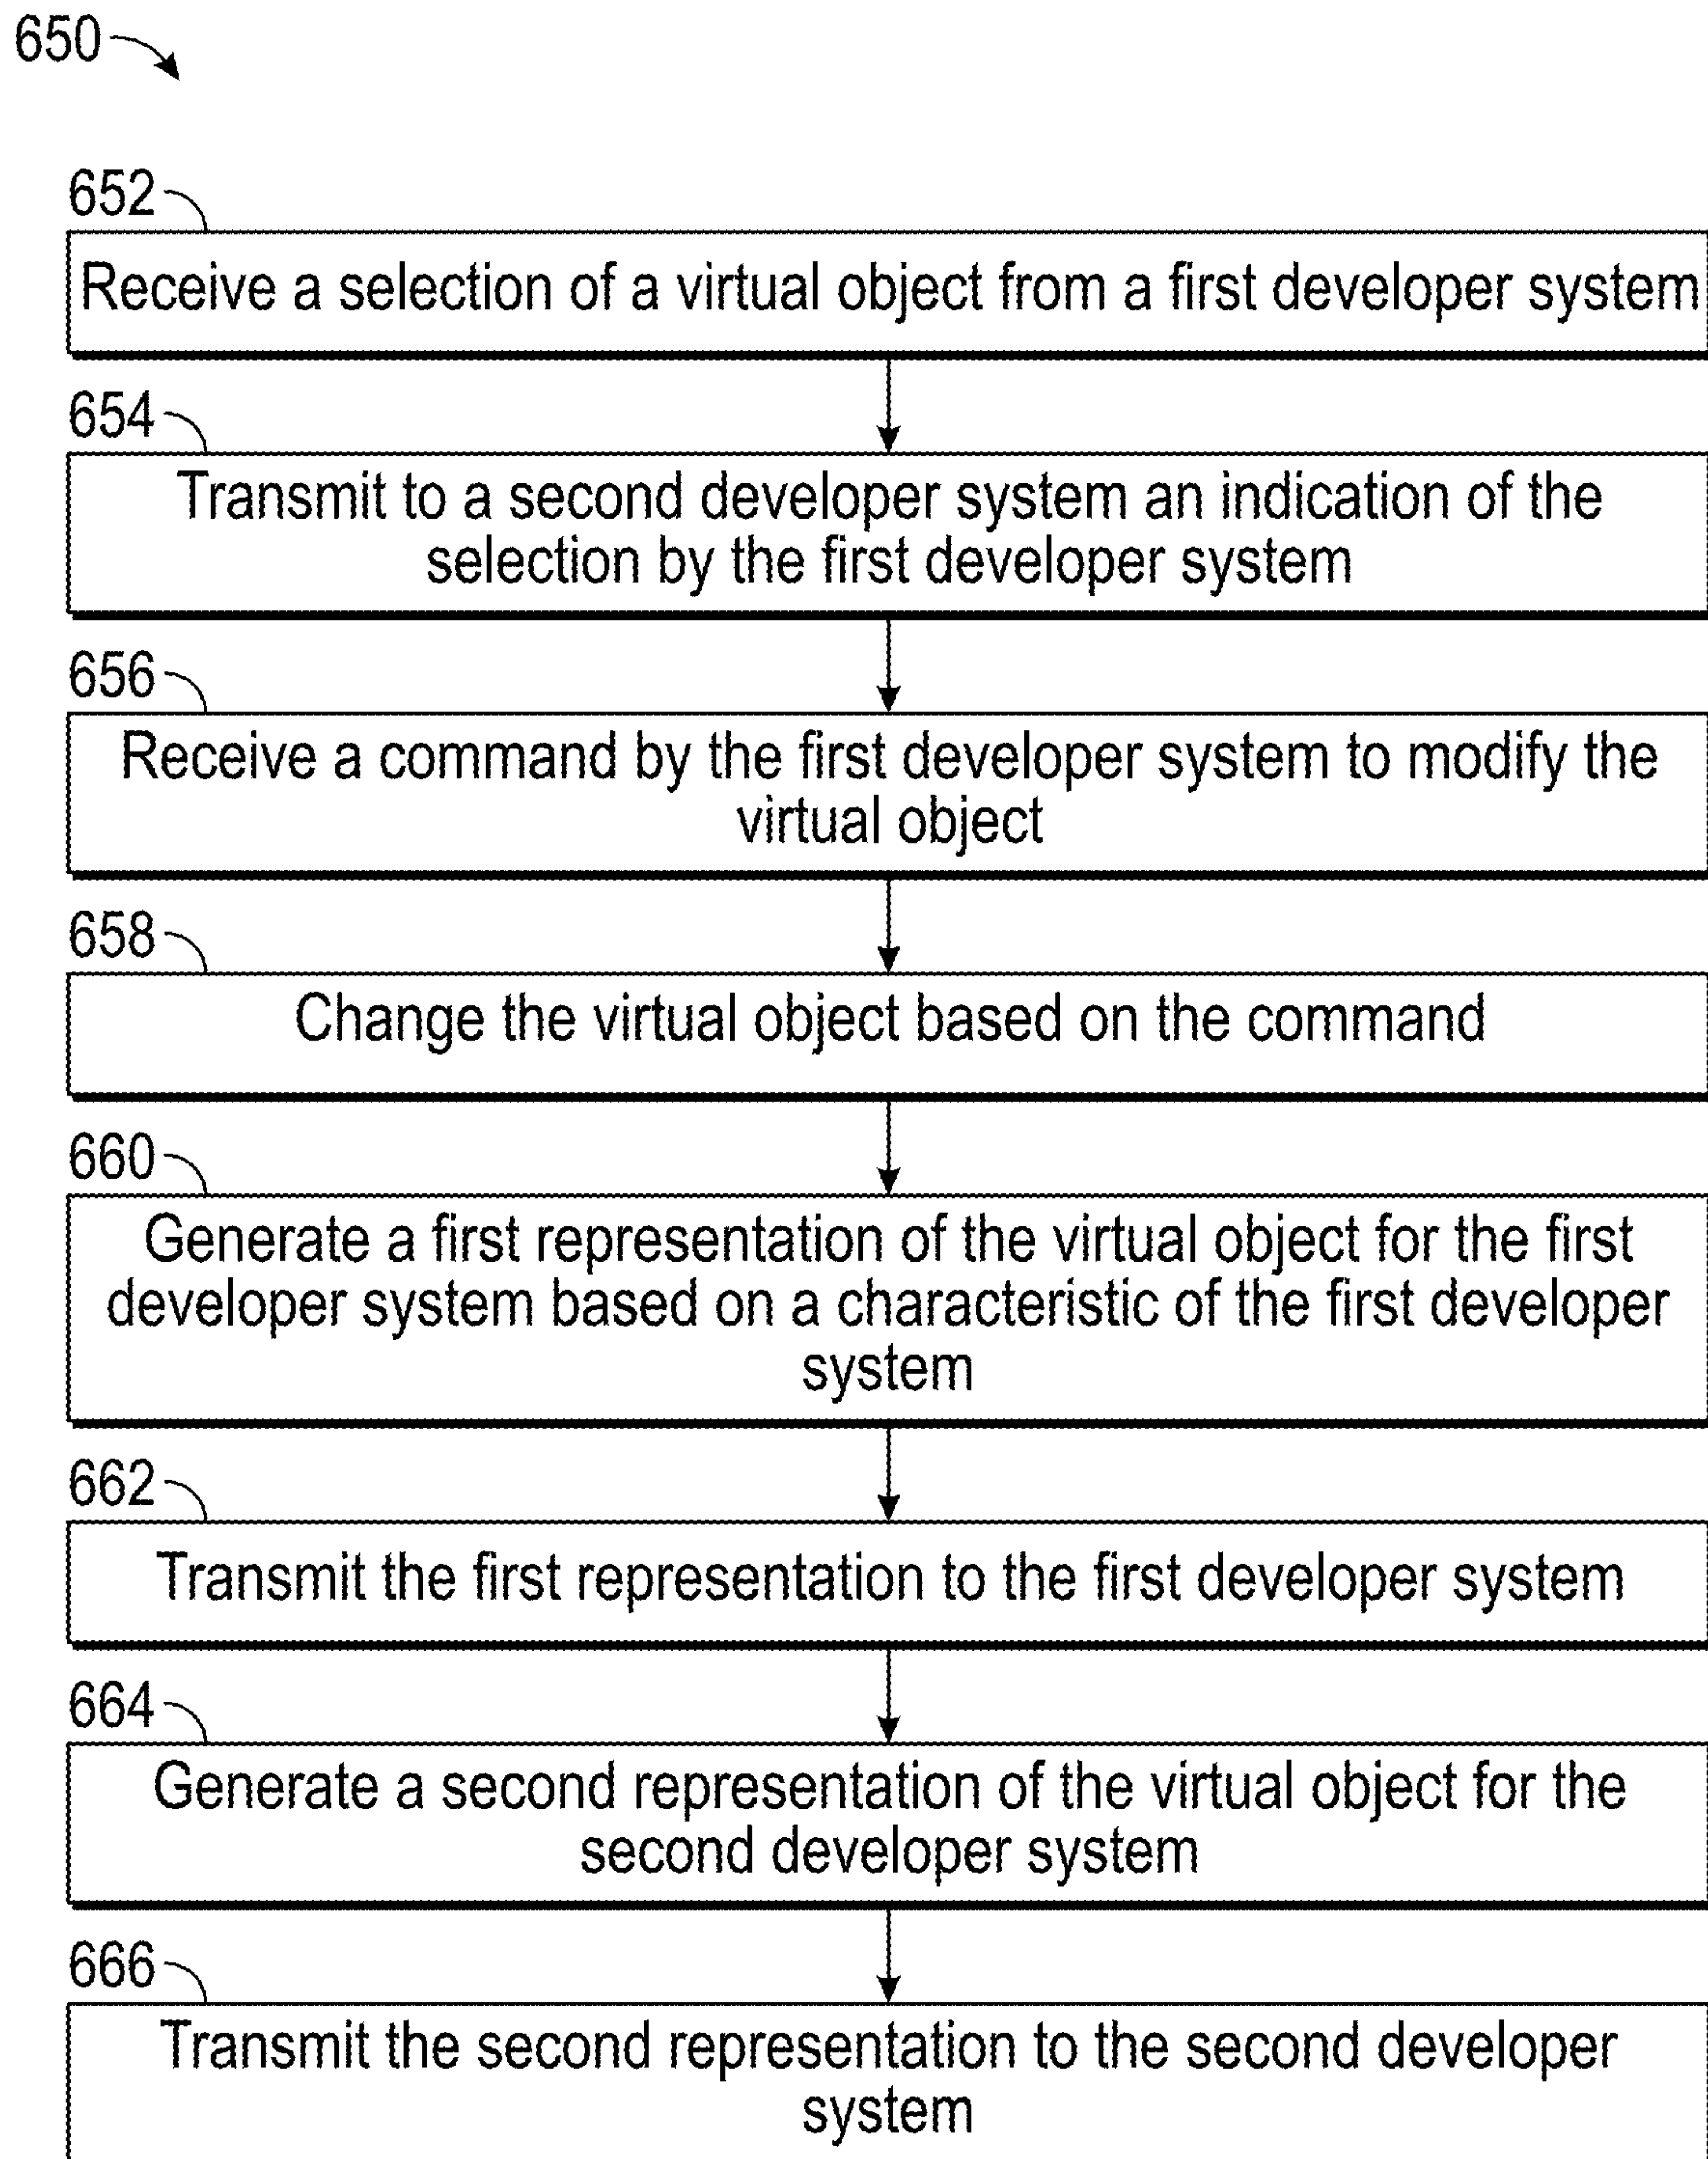 650
652
Receive a selection of a virtual object from a first developer system
654
Transmit to a second developer system an indication of the
selection by the first developer system
656
Receive a command by the first developer system to modify the
virtual object
658
Change the virtual object based on the command
660
Generate a first representation of the virtual object for the first
developer system based on a characteristic of the first developer
system
662
Transmit the first representation to the first developer system
664
Generate a second representation of the virtual object for the
second developer system
666
Transmit the second representation to the second developer
system